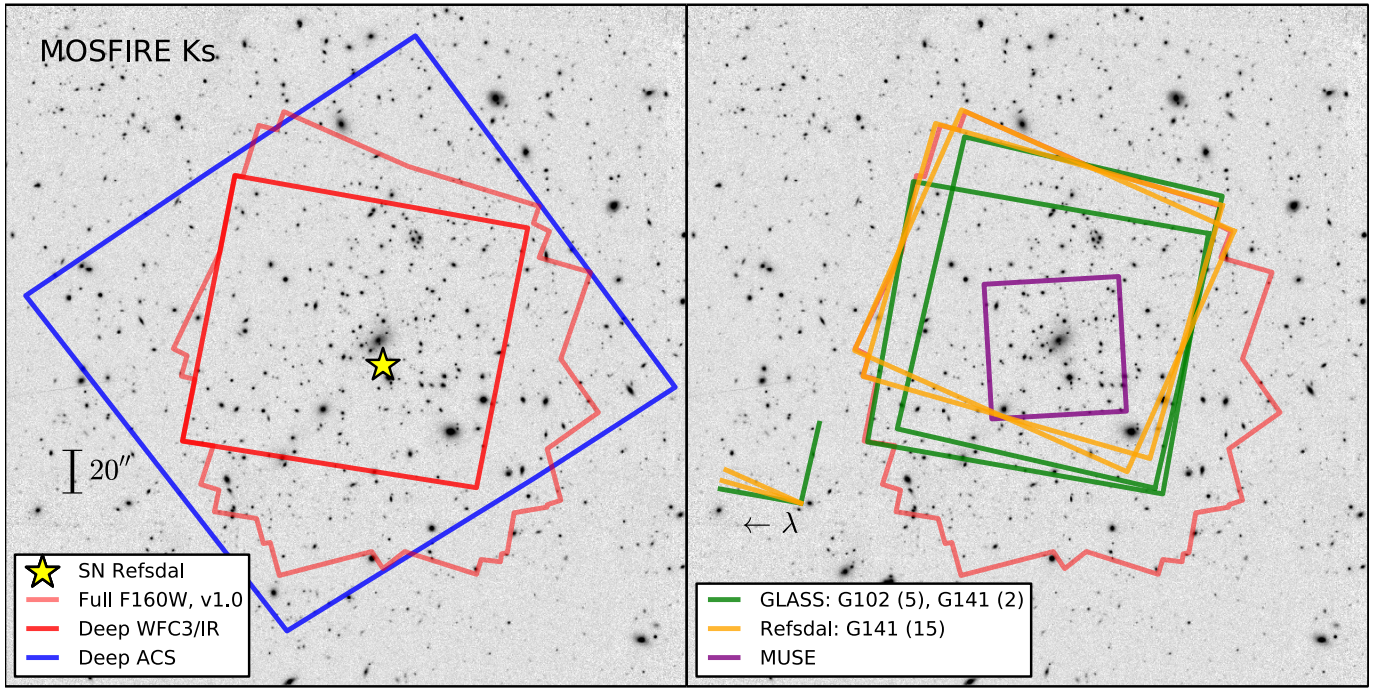 MOSFIRE Ks
20″
SN Refsdal
Full F160W, v1.0
Deep WFC3/IR
Deep ACS
← λ
GLASS: G102 (5), G141 (2)
Refsdal: G141 (15)
MUSE